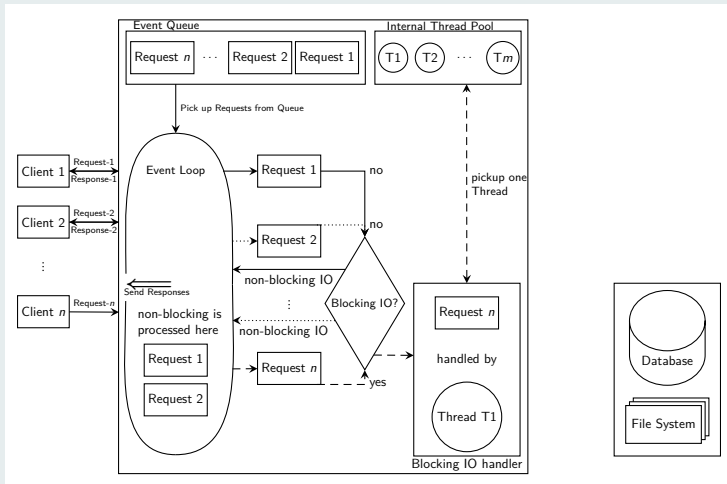 Event Queue
Request n
···
Request 2
Request 1
Internal Thread Pool
T1
T2
···
Tm
Pick up Requests from Queue
Event Loop
Client 1
Request-1
Response-1
Client 2
Request-2
Response-2
⋮
Client n
Request-n
Request 1
no
Request 2
no
pickup one
Thread
non-blocking IO
Blocking IO?
⋮
non-blocking IO
Send Responses
non-blocking is
processed here
Request 1
Request 2
Request n
yes
Request n
handled by
Thread T1
Blocking IO handler
Database
File System